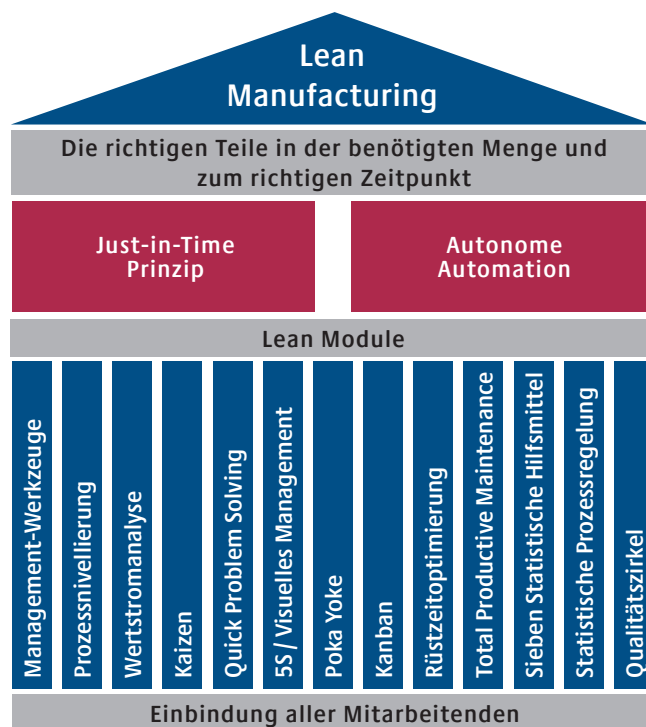 Lean
Manufacturing
Die richtigen Teile in der benötigten Menge und
zum richtigen Zeitpunkt
Just-in-Time
Prinzip
Autonome
Automation
Lean Module
Management-Werkzeuge
Prozessnivellierung
Wertstromanalyse
Kaizen
Quick Problem Solving
5S / Visuelles Management
Poka Yoke
Kanban
Rüstzeitoptimierung
Total Productive Maintenance
Sieben Statistische Hilfsmittel
Statistische Prozessregelung
Qualitätszirkel
Einbindung aller Mitarbeitenden